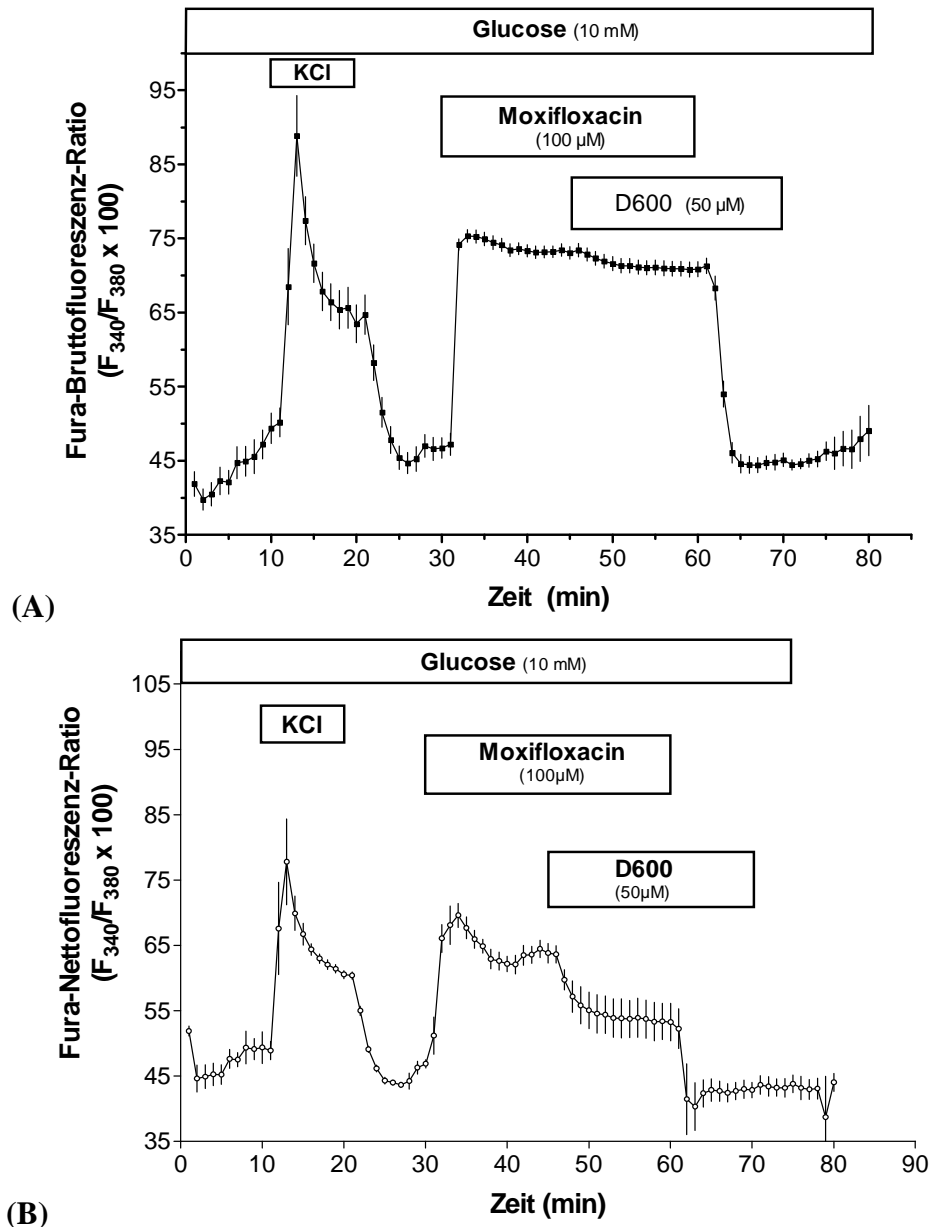 Glucose (10 mM)
KCl
Moxifloxacin
(100 µM)
D600 (50 µM)
Fura-Bruttofluoreszenz-Ratio
(F340/F380 x 100)
95
85
75
65
55
45
35
0 10 20 30 40 50 60 70 80
Zeit (min)
(A)
Glucose (10 mM)
KCl
Moxifloxacin
(100µM)
D600
(50µM)
Fura-Nettofluoreszenz-Ratio
(F340/F380 x 100)
105
95
85
75
65
55
45
35
0 10 20 30 40 50 60 70 80 90
Zeit (min)
(B)